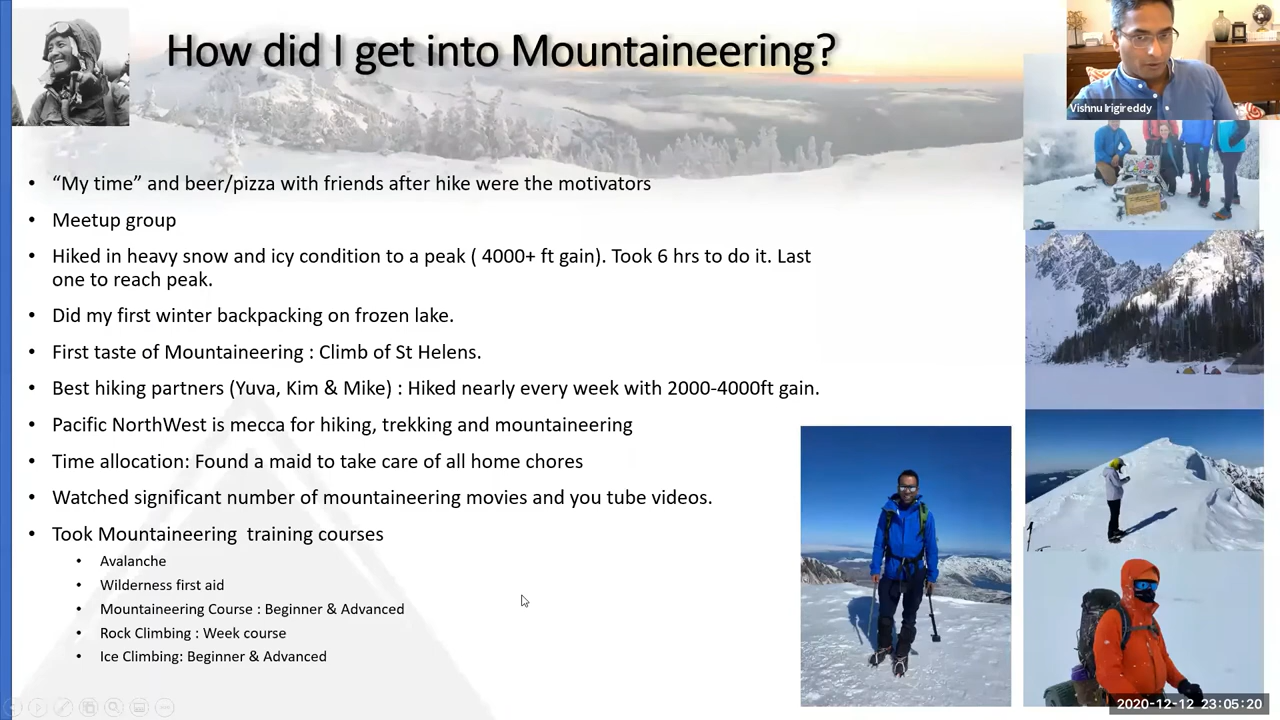 How did I get into Mountaineering?
Vishnu Irigireddy
• “My time” and beer/pizza with friends after hike were the motivators
• Meetup group
• Hiked in heavy snow and icy condition to a peak ( 4000+ ft gain). Took 6 hrs to do it. Last
one to reach peak.
• Did my first winter backpacking on frozen lake.
• First taste of Mountaineering : Climb of St Helens.
• Best hiking partners (Yuva, Kim & Mike) : Hiked nearly every week with 2000-4000ft gain.
• Pacific NorthWest is mecca for hiking, trekking and mountaineering
• Time allocation: Found a maid to take care of all home chores
• Watched significant number of mountaineering movies and you tube videos.
• Took Mountaineering  training courses
• Avalanche
• Wilderness first aid
• Mountaineering Course : Beginner & Advanced
• Rock Climbing : Week course
• Ice Climbing: Beginner & Advanced
2020-12-12 23:05:20